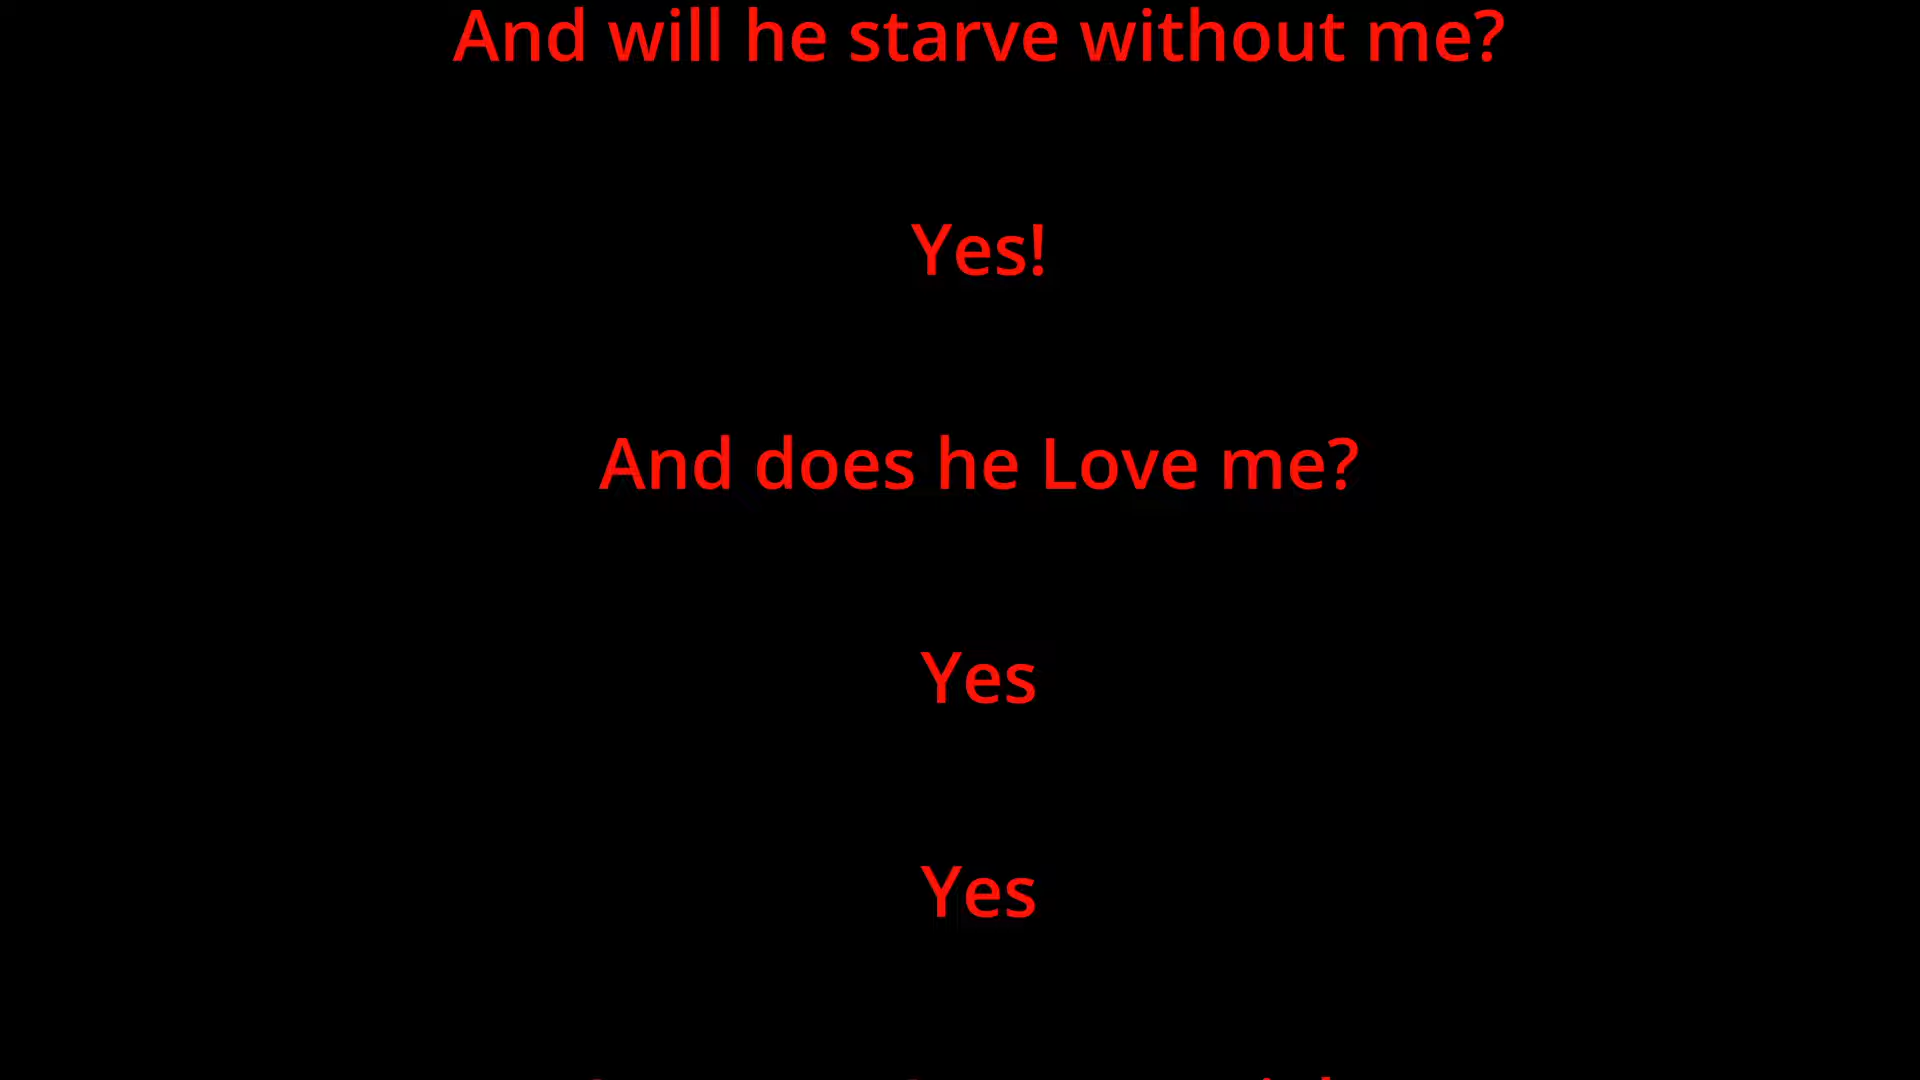 And will he starve without me?
Yes!
And does he Love me?
Yes
Yes